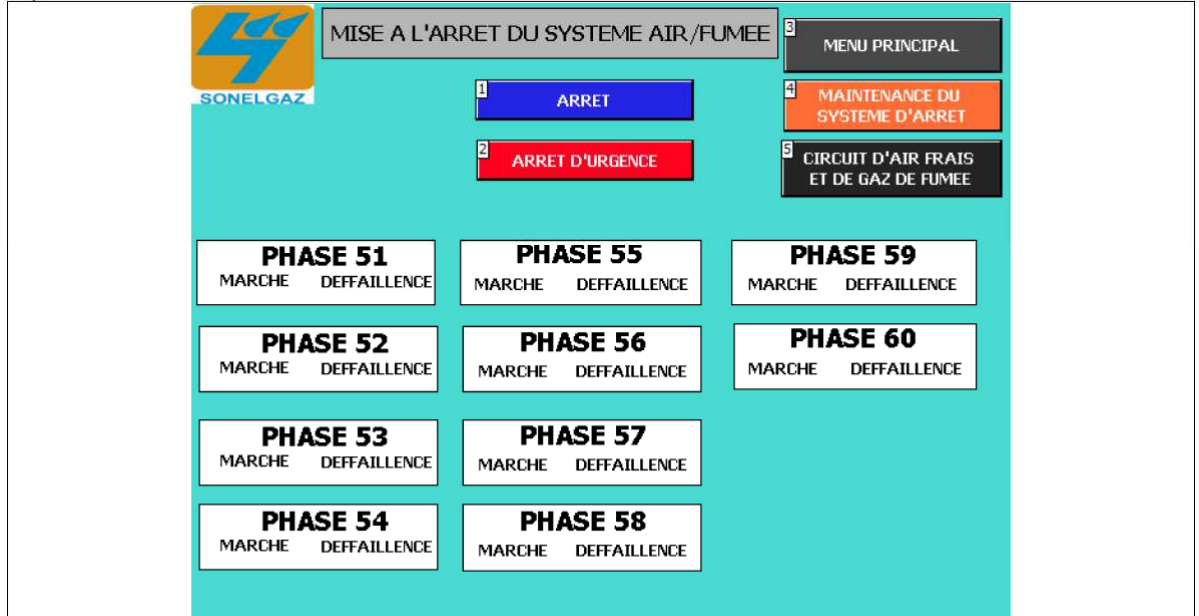 MISE A L'ARRET DU SYSTEME AIR/FUMEE
SONELGAZ
3
MENU PRINCIPAL
1
ARRET
4
MAINTENANCE DU
SYSTEME D'ARRET
2
ARRET D'URGENCE
5
CIRCUIT D'AIR FRAIS
ET DE GAZ DE FUMEE
PHASE 51
MARCHE DEFFAILLENCE
PHASE 55
MARCHE DEFFAILLENCE
PHASE 59
MARCHE DEFFAILLENCE
PHASE 52
MARCHE DEFFAILLENCE
PHASE 56
MARCHE DEFFAILLENCE
PHASE 60
MARCHE DEFFAILLENCE
PHASE 53
MARCHE DEFFAILLENCE
PHASE 57
MARCHE DEFFAILLENCE
PHASE 54
MARCHE DEFFAILLENCE
PHASE 58
MARCHE DEFFAILLENCE